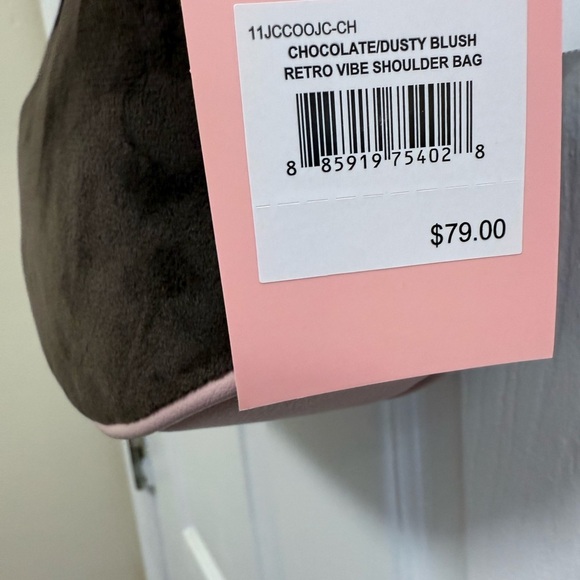 11JCCOOJC-CH
CHOCOLATE/DUSTY BLUSH
RETRO VIBE SHOULDER BAG
8 85919 75402 8
$79.00